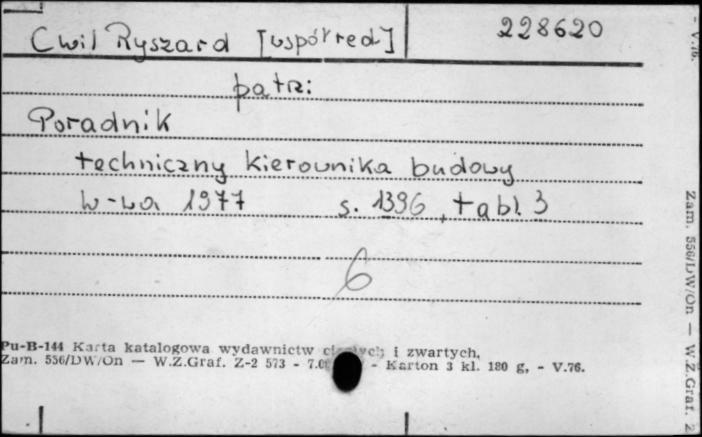 Cwil Ryszard [współred] 228620
patrz:
Poradnik
techniczny kierownika budowy
W-wa 1977 s. 1396, tabl 3
6
Pu-B-144 Karta katalogowa wydawnictw i zwartych,
Zam. 556/DW/On — W.Z.Graf. Z-2 573 - - Karton 3 kl. 180 g, - V.76.
- V.76.
Zam. 556/DW/On — W.Z.Graf. Z